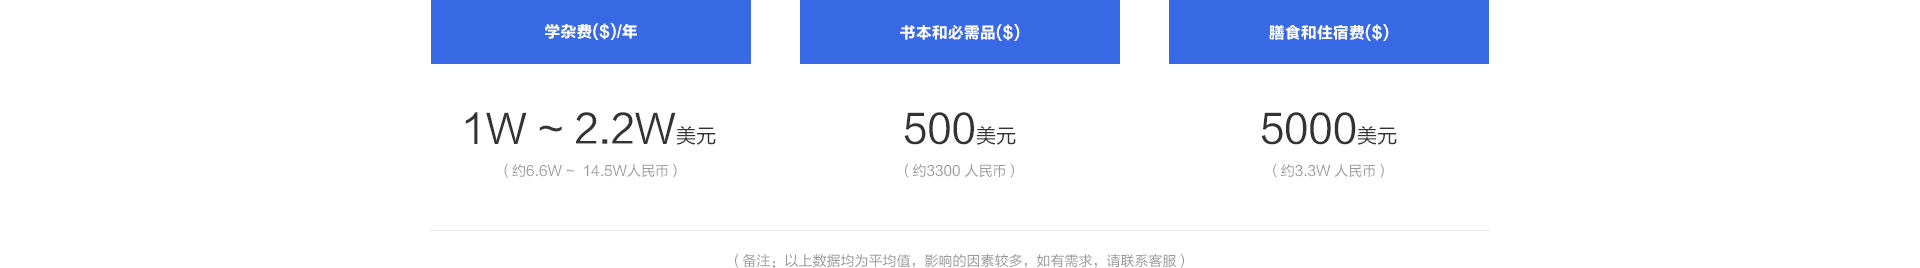 学杂费($)/年
1W ~ 2.2W美元
（约6.6W ~ 14.5W人民币）
书本和必需品($)
500美元
（约3300 人民币）
膳食和住宿费($)
5000美元
（约3.3W 人民币）
（备注：以上数据均为平均值，影响的因素较多，如有需求，请联系客服）